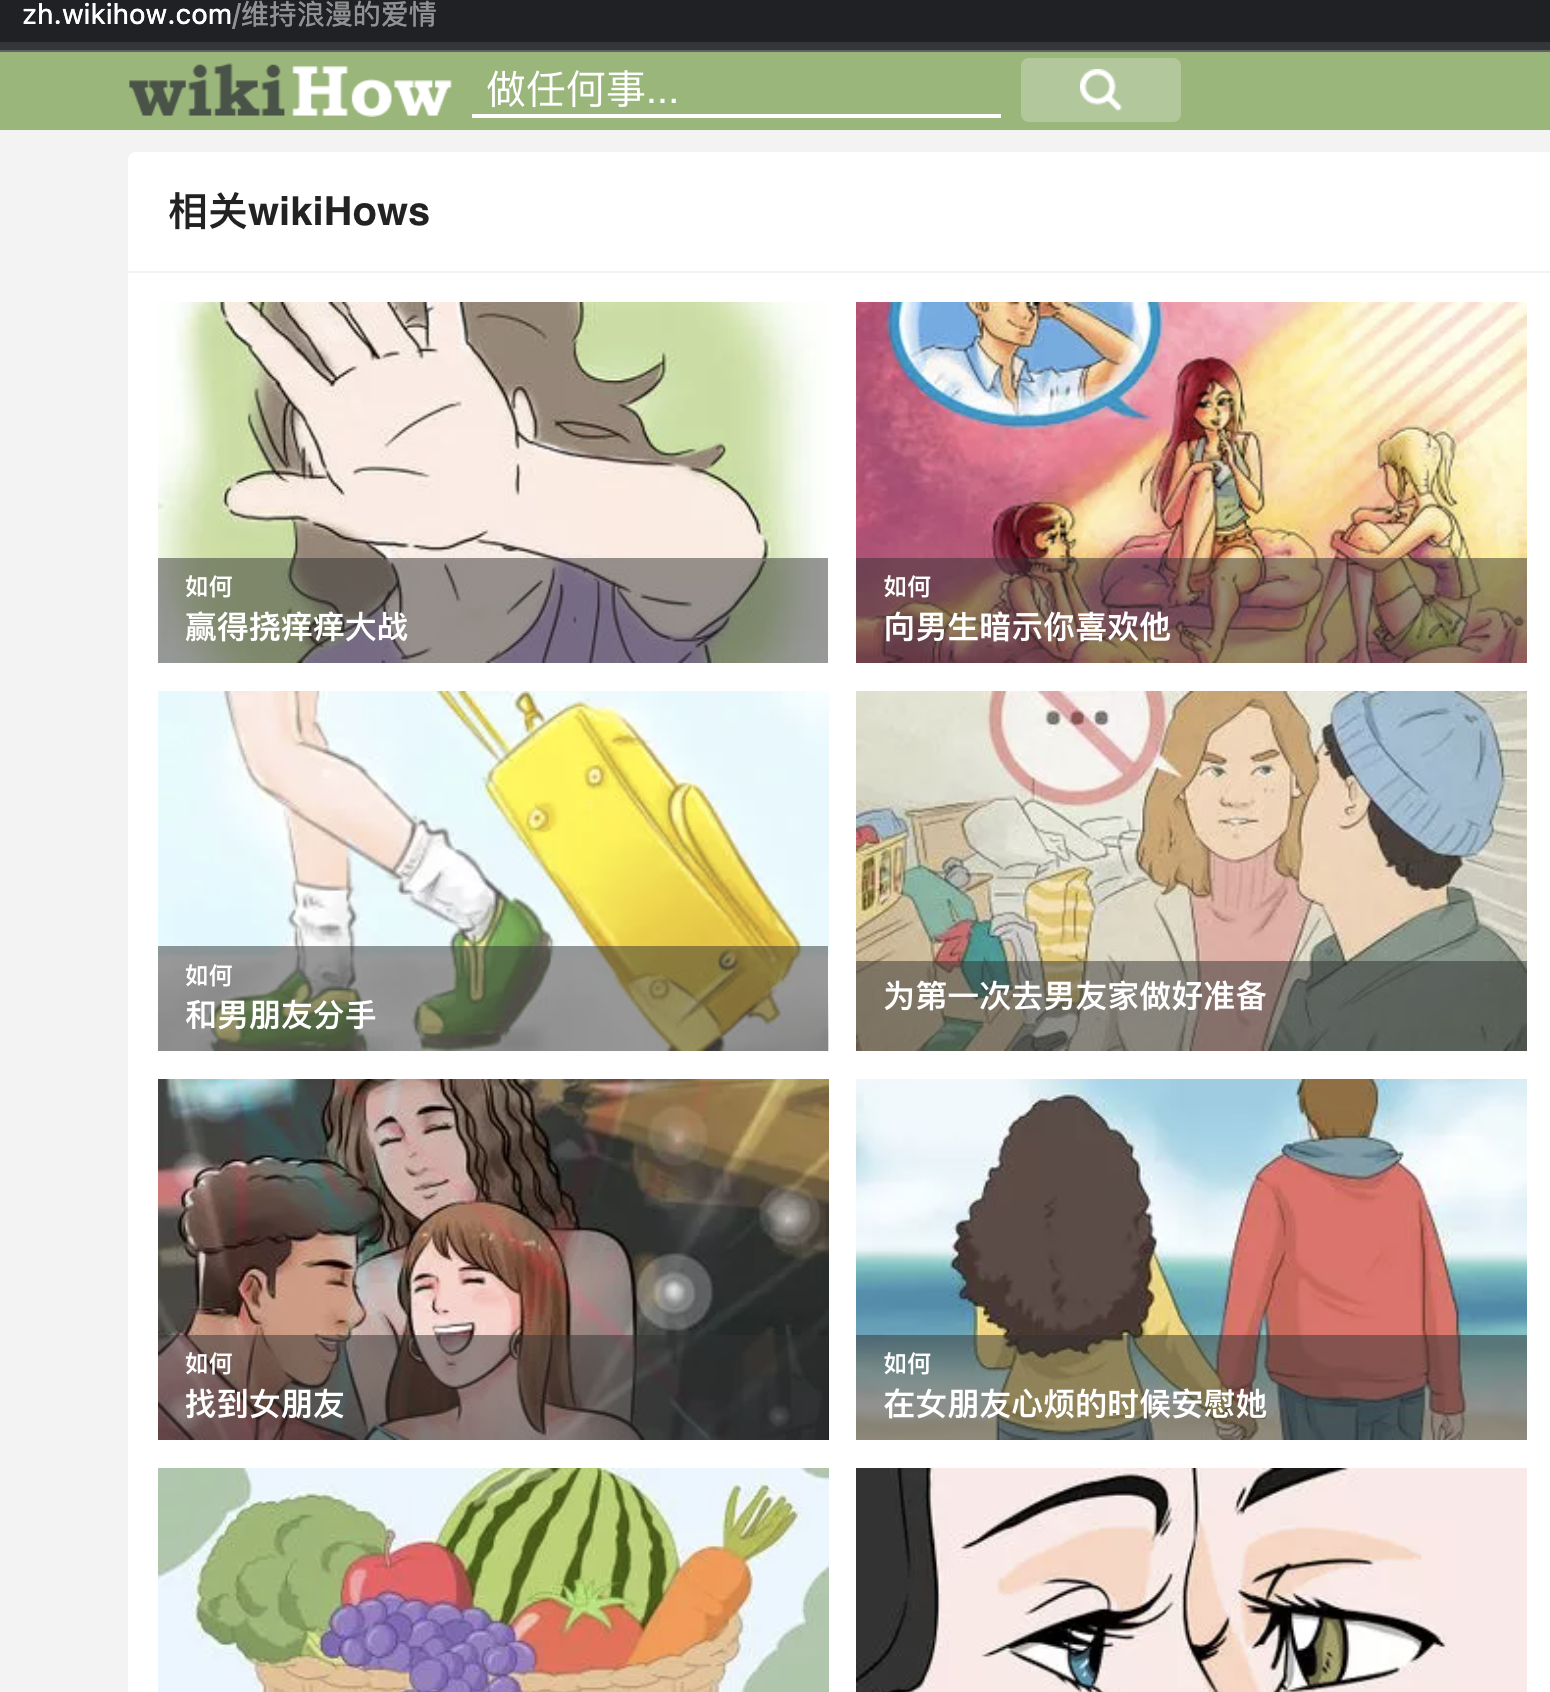 zh.wikihow.com/维持浪漫的爱情
wikiHow 做任何事...
相关wikiHows
如何
赢得挠痒痒大战
如何
向男生暗示你喜欢他
如何
和男朋友分手
为第一次去男友家做好准备
如何
找到女朋友
如何
在女朋友心烦的时候安慰她